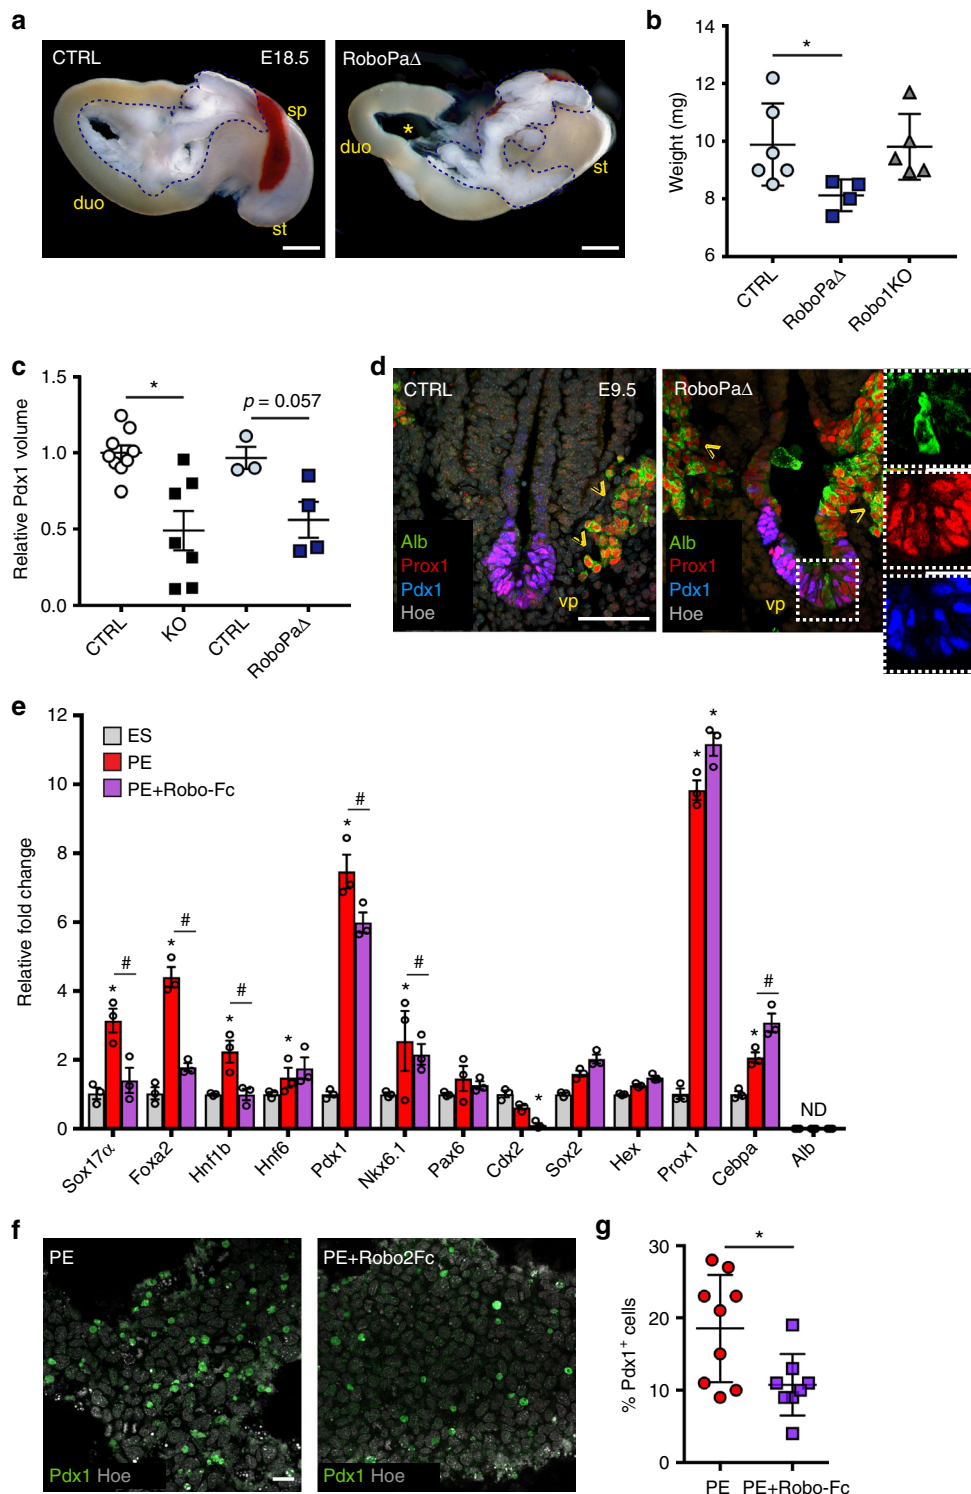 a
CTRL
E18.5
sp
duo
st
RoboPaΔ
*
duo
st
b
14
12
10
8
6
Weight (mg)
*
CTRL
RoboPaΔ
Robo1KO
c
1.5
1.0
0.5
0.0
Relative Pdx1 volume
*
p = 0.057
CTRL
KO
CTRL
RoboPaΔ
d
CTRL
E9.5
Alb
Prox1
Pdx1
Hoe
vp
RoboPaΔ
Alb
Prox1
Pdx1
Hoe
vp
e
12
10
8
6
4
2
0
Relative fold change
ES
PE
PE+Robo-Fc
* #
* #
* #
*
* #
* #
*
* *
* #
ND
Sox17α
Foxa2
Hnf1b
Hnf6
Pdx1
Nkx6.1
Pax6
Cdx2
Sox2
Hex
Prox1
Cebpa
Alb
f
PE
Pdx1 Hoe
PE+Robo2Fc
Pdx1 Hoe
g
30
20
10
0
% Pdx1+ cells
*
PE
PE+Robo-Fc